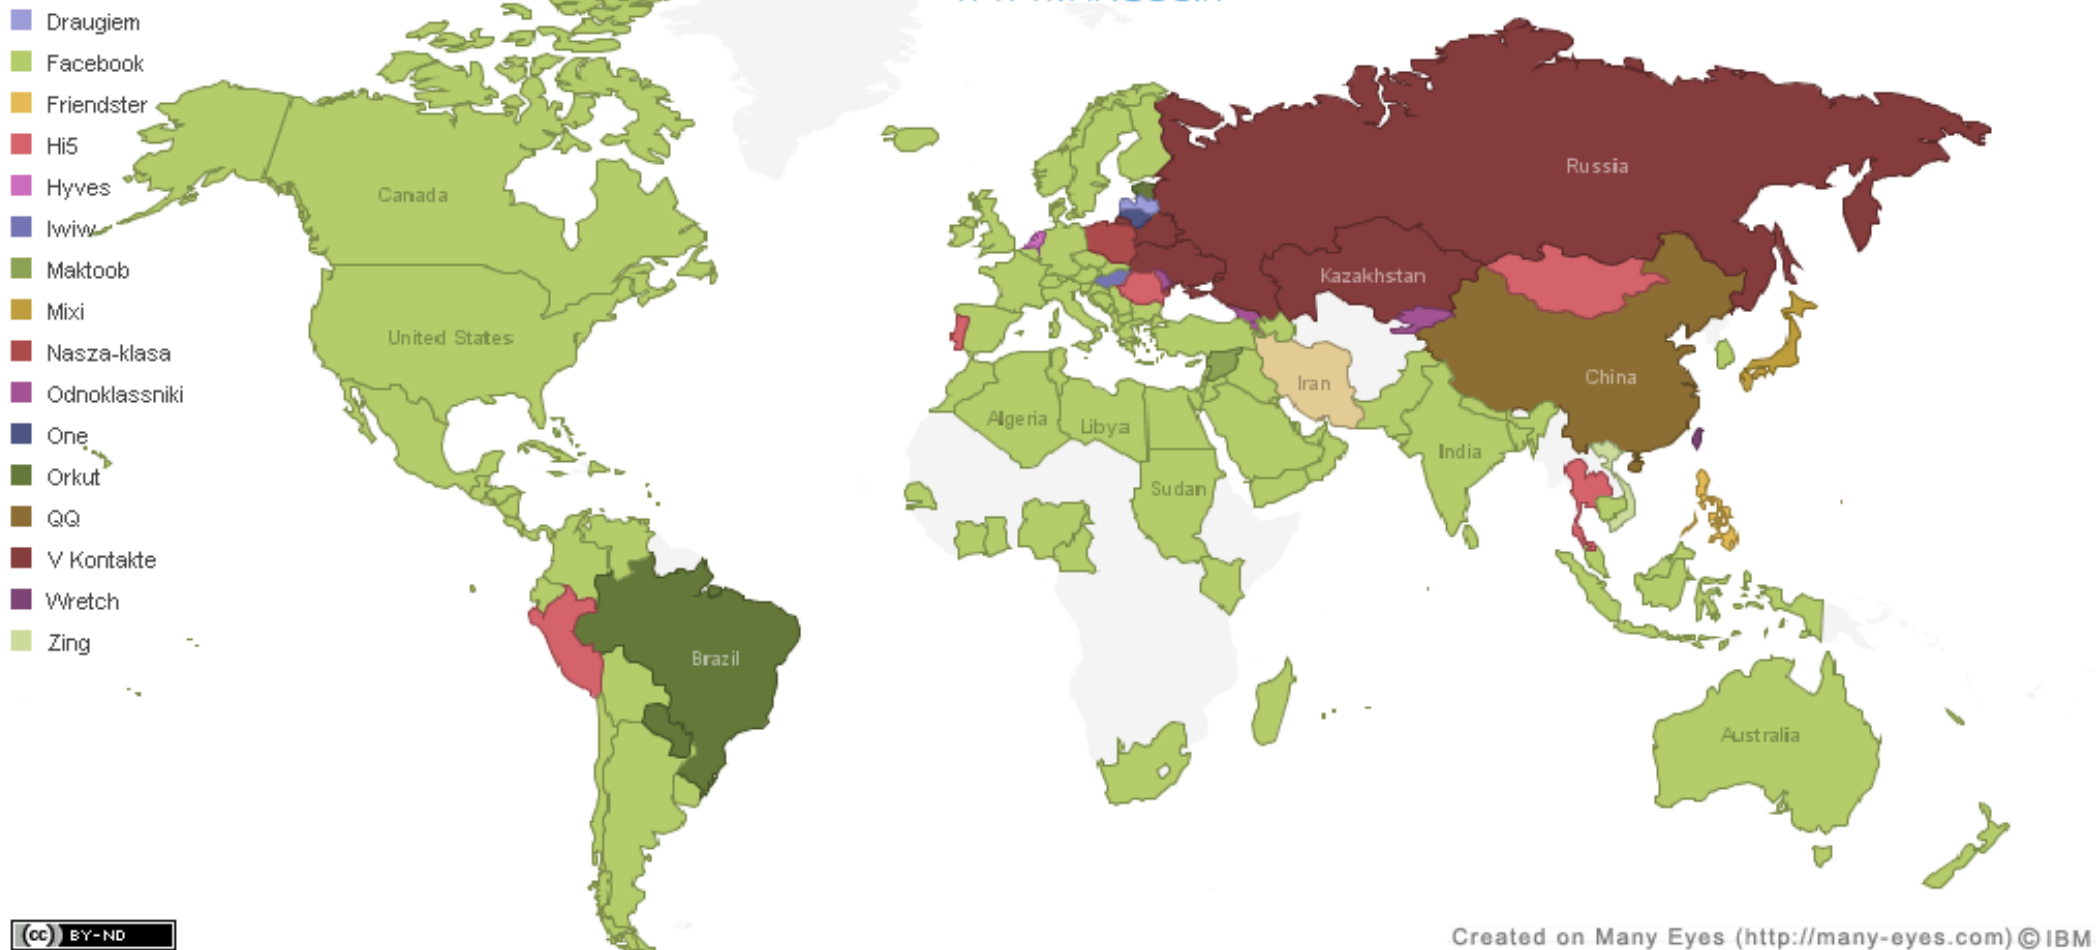 Draugiem
Facebook
Friendster
Hi5
Hyves
Iwiw
Maktoob
Mixi
Nasza-klasa
Odnoklassniki
One
Orkut
QQ
V Kontakte
Wretch
Zing
Canada
United States
Brazil
Algeria
Libya
Sudan
Russia
Kazakhstan
Iran
China
India
Australia
(cc) BY-ND
Created on Many Eyes (http://many-eyes.com) © IBM